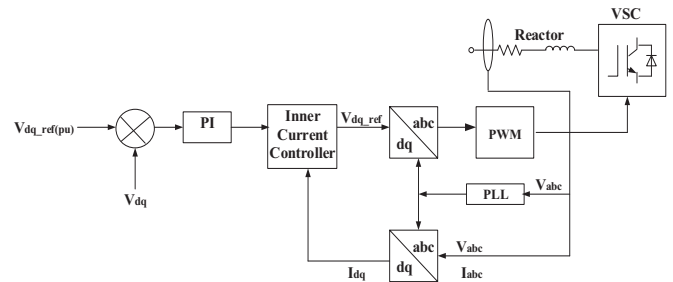 VSC
Reactor
Vdq_ref(pu)
PI
Inner
Current
Controller
Vdq_ref
abc
dq
PWM
Vdq
PLL
Vabc
abc
dq
Vabc
Idq
Iabc